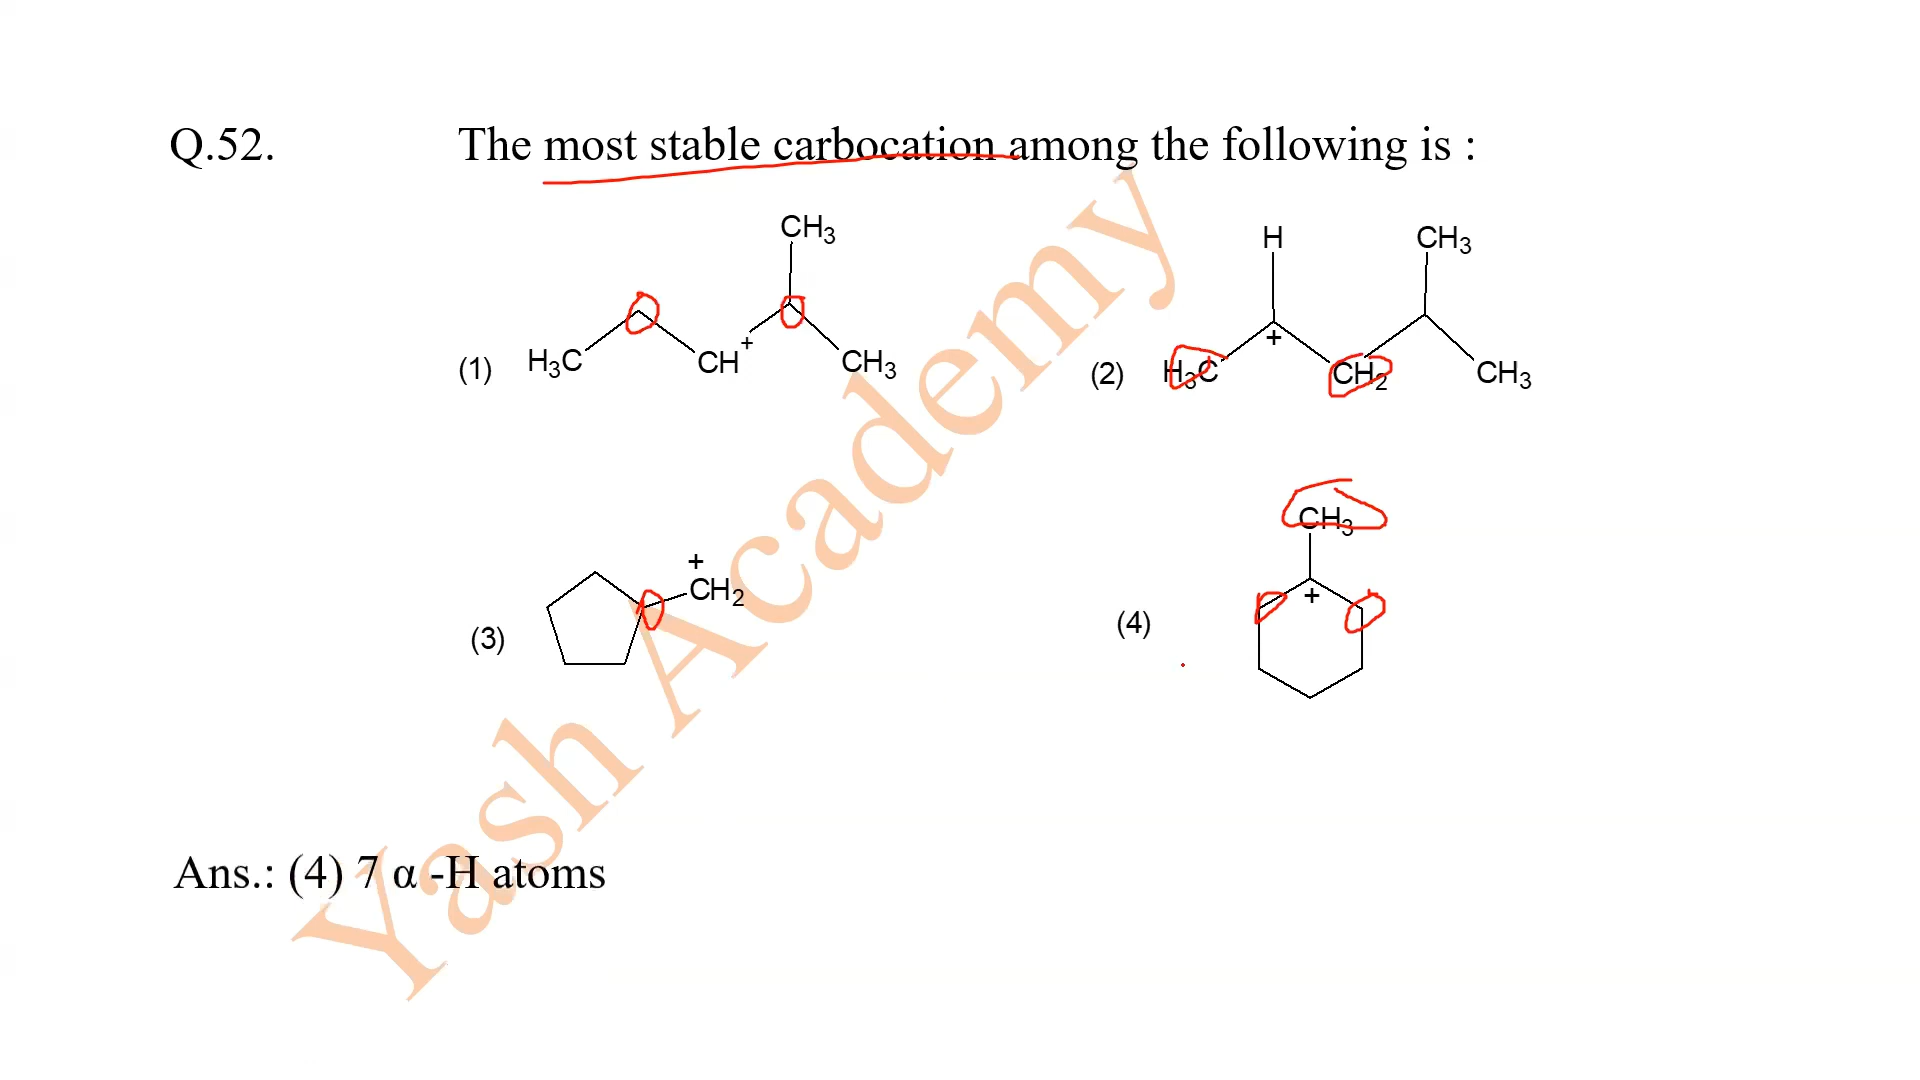 Q.52. The most stable carbocation among the following is :
CH3
(1) H3C CH+ CH3
H CH3
(2) H3C + CH2 CH3
+
(3) CH2
CH3
(4) +
Ans.: (4) 7 α -H atoms
Yash Academy